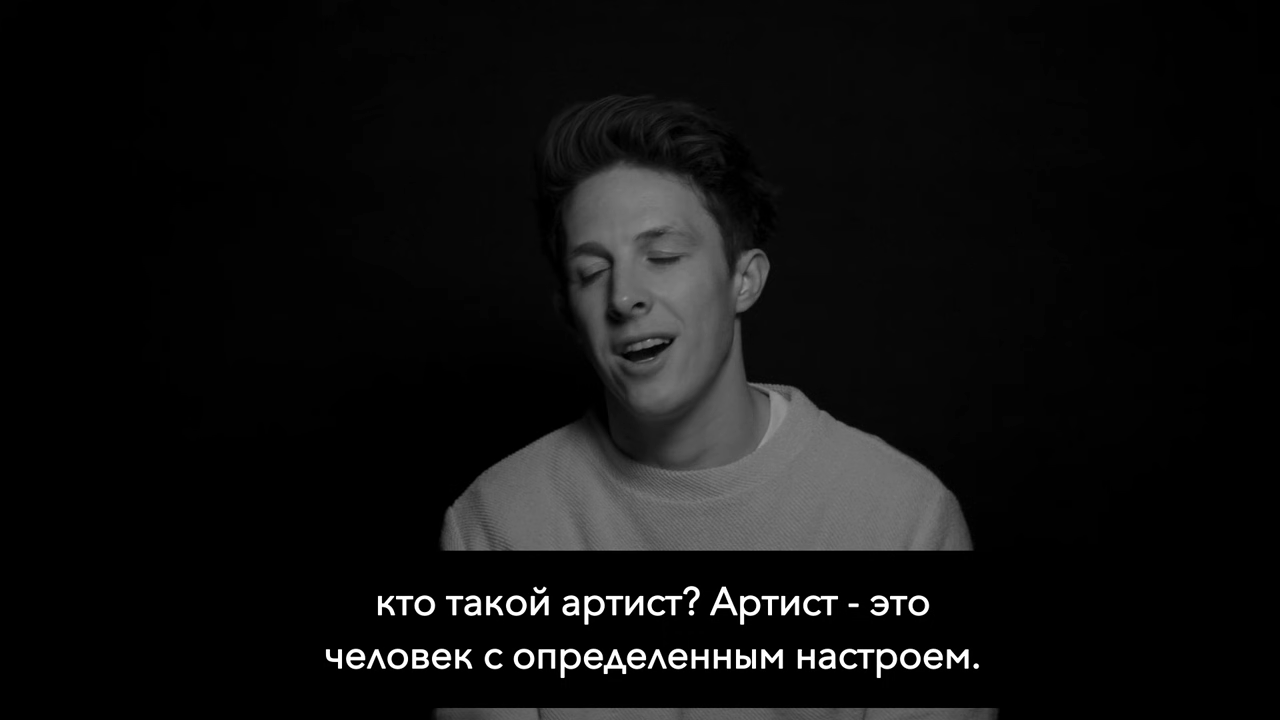 кто такой артист? Артист - это
человек с определенным настроем.